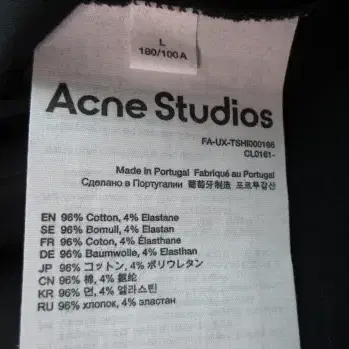 L
180/100A
Acne Studios
FA-UX-TSHI000166
CL0161-
Made in Portugal Fabriqué au Portugal
Сделано в Португалии 葡萄牙制造 포르투갈산
EN 96% Cotton, 4% Elastane
SE 96% Bomull, 4% Elastan
FR 96% Coton, 4% Élasthane
DE 96% Baumwolle, 4% Elasthan
JP 96% コットン, 4% ポリウレタン
CN 96% 棉, 4% 氨纶
KR 96% 면, 4% 엘라스틴
RU 96% хлопок, 4% эластан